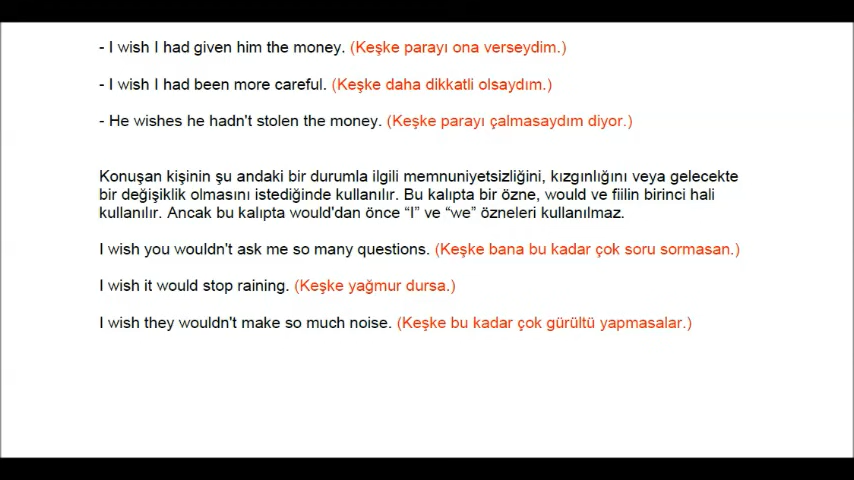 - I wish I had given him the money. (Keşke parayı ona verseydim.)
- I wish I had been more careful. (Keşke daha dikkatli olsaydım.)
- He wishes he hadn't stolen the money. (Keşke parayı çalmasaydım diyor.)
Konuşan kişinin şu andaki bir durumla ilgili memnuniyetsizliğini, kızgınlığını veya gelecekte
bir değişiklik olmasını istediğinde kullanılır. Bu kalıpta bir özne, would ve fiilin birinci hali
kullanılır. Ancak bu kalıpta would'dan önce “I” ve “we” özneleri kullanılmaz.
I wish you wouldn't ask me so many questions. (Keşke bana bu kadar çok soru sormasan.)
I wish it would stop raining. (Keşke yağmur dursa.)
I wish they wouldn't make so much noise. (Keşke bu kadar çok gürültü yapmasalar.)